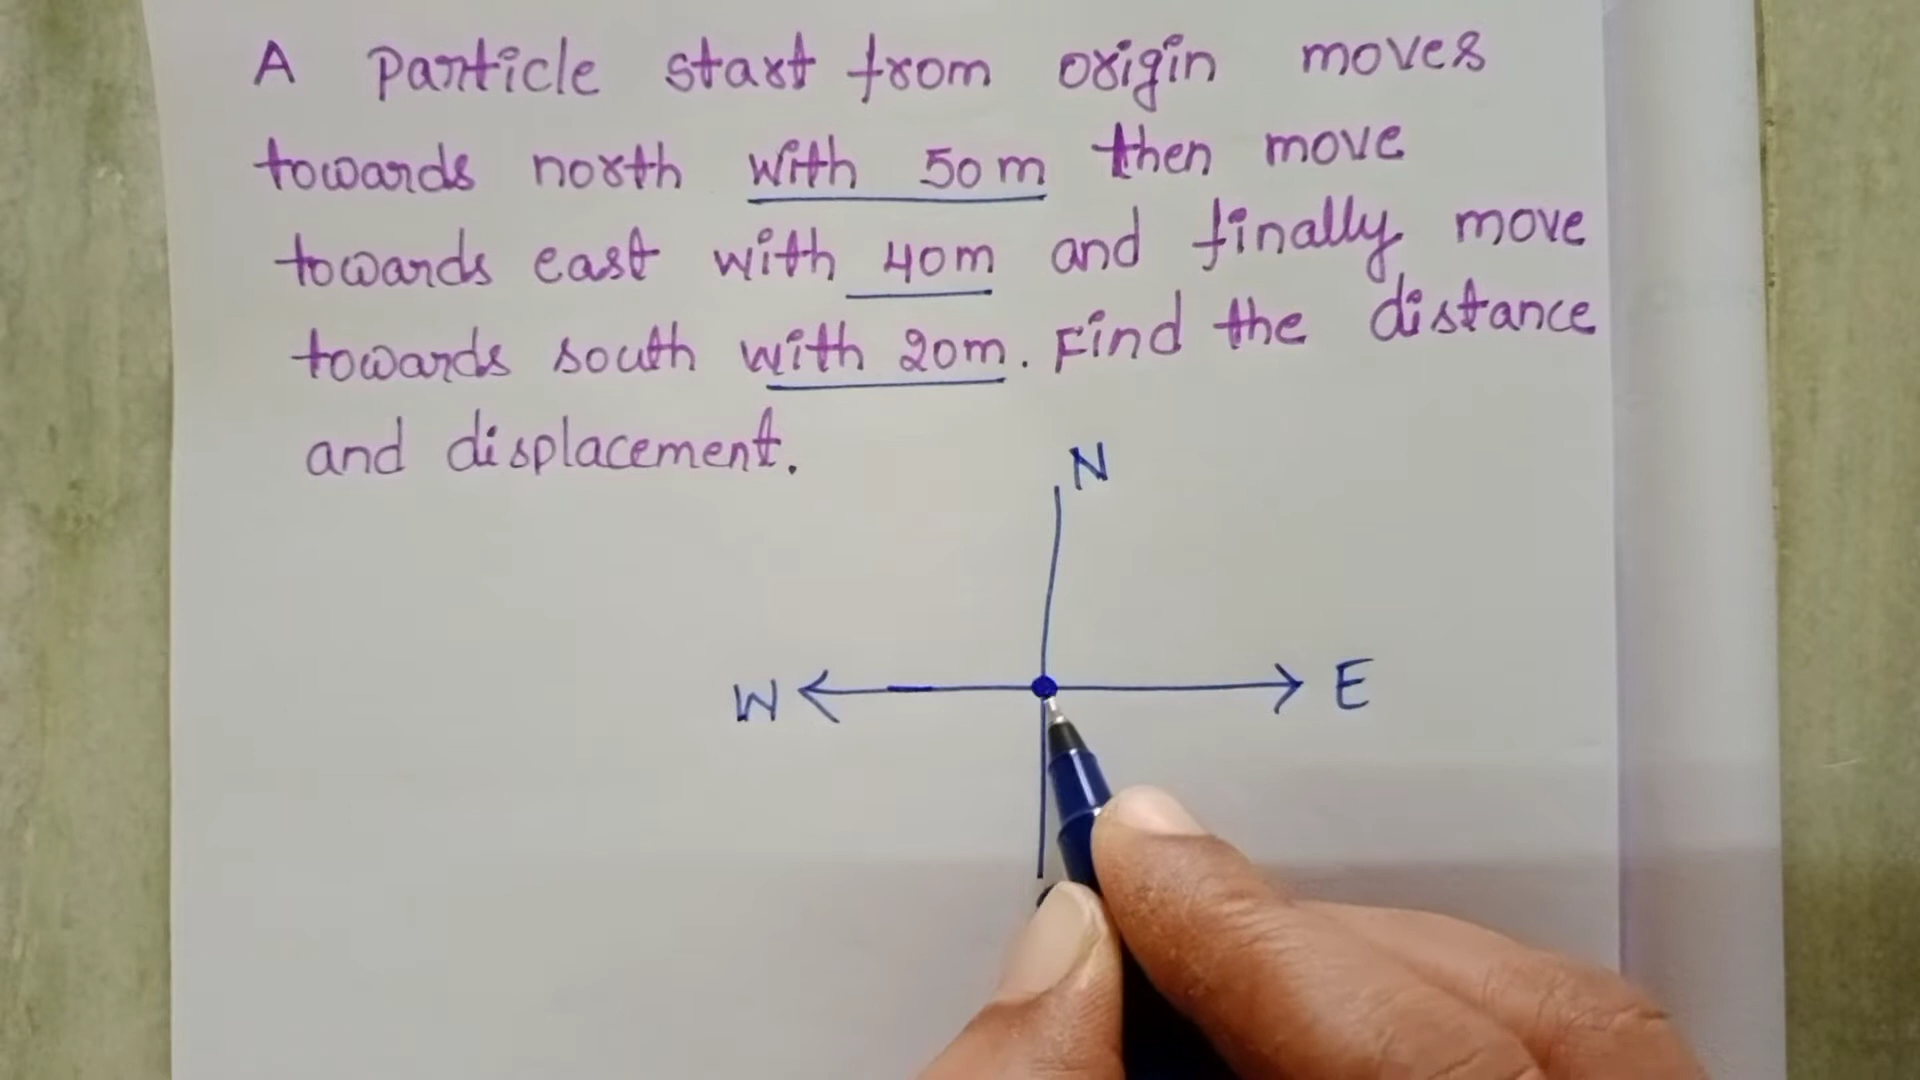 A particle start from origin moves
towards north with 50 m then move
towards east with 40m and finally move
towards south with 20m. Find the distance
and displacement.
N
W E